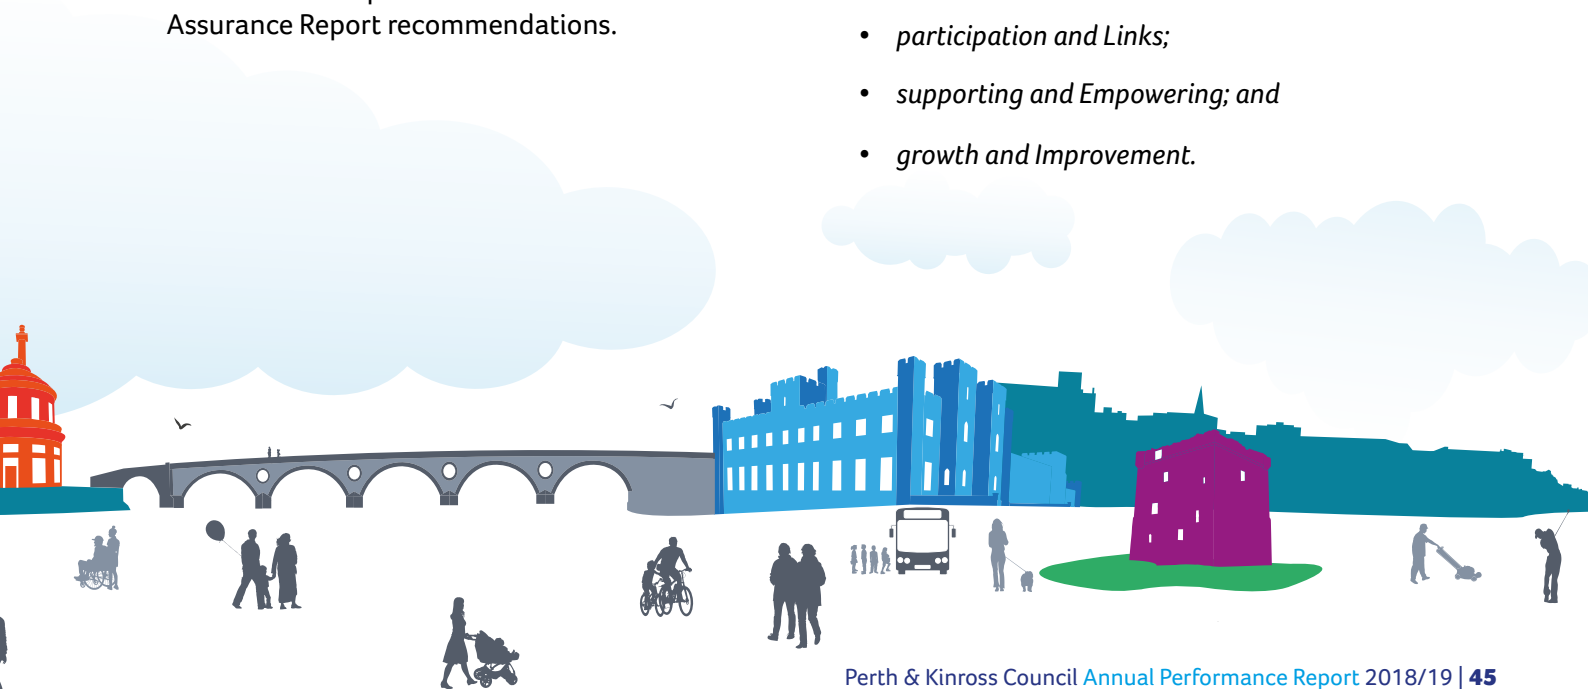 Assurance Report recommendations.
• participation and Links;
• supporting and Empowering; and
• growth and Improvement.
Perth & Kinross Council Annual Performance Report 2018/19 | 45